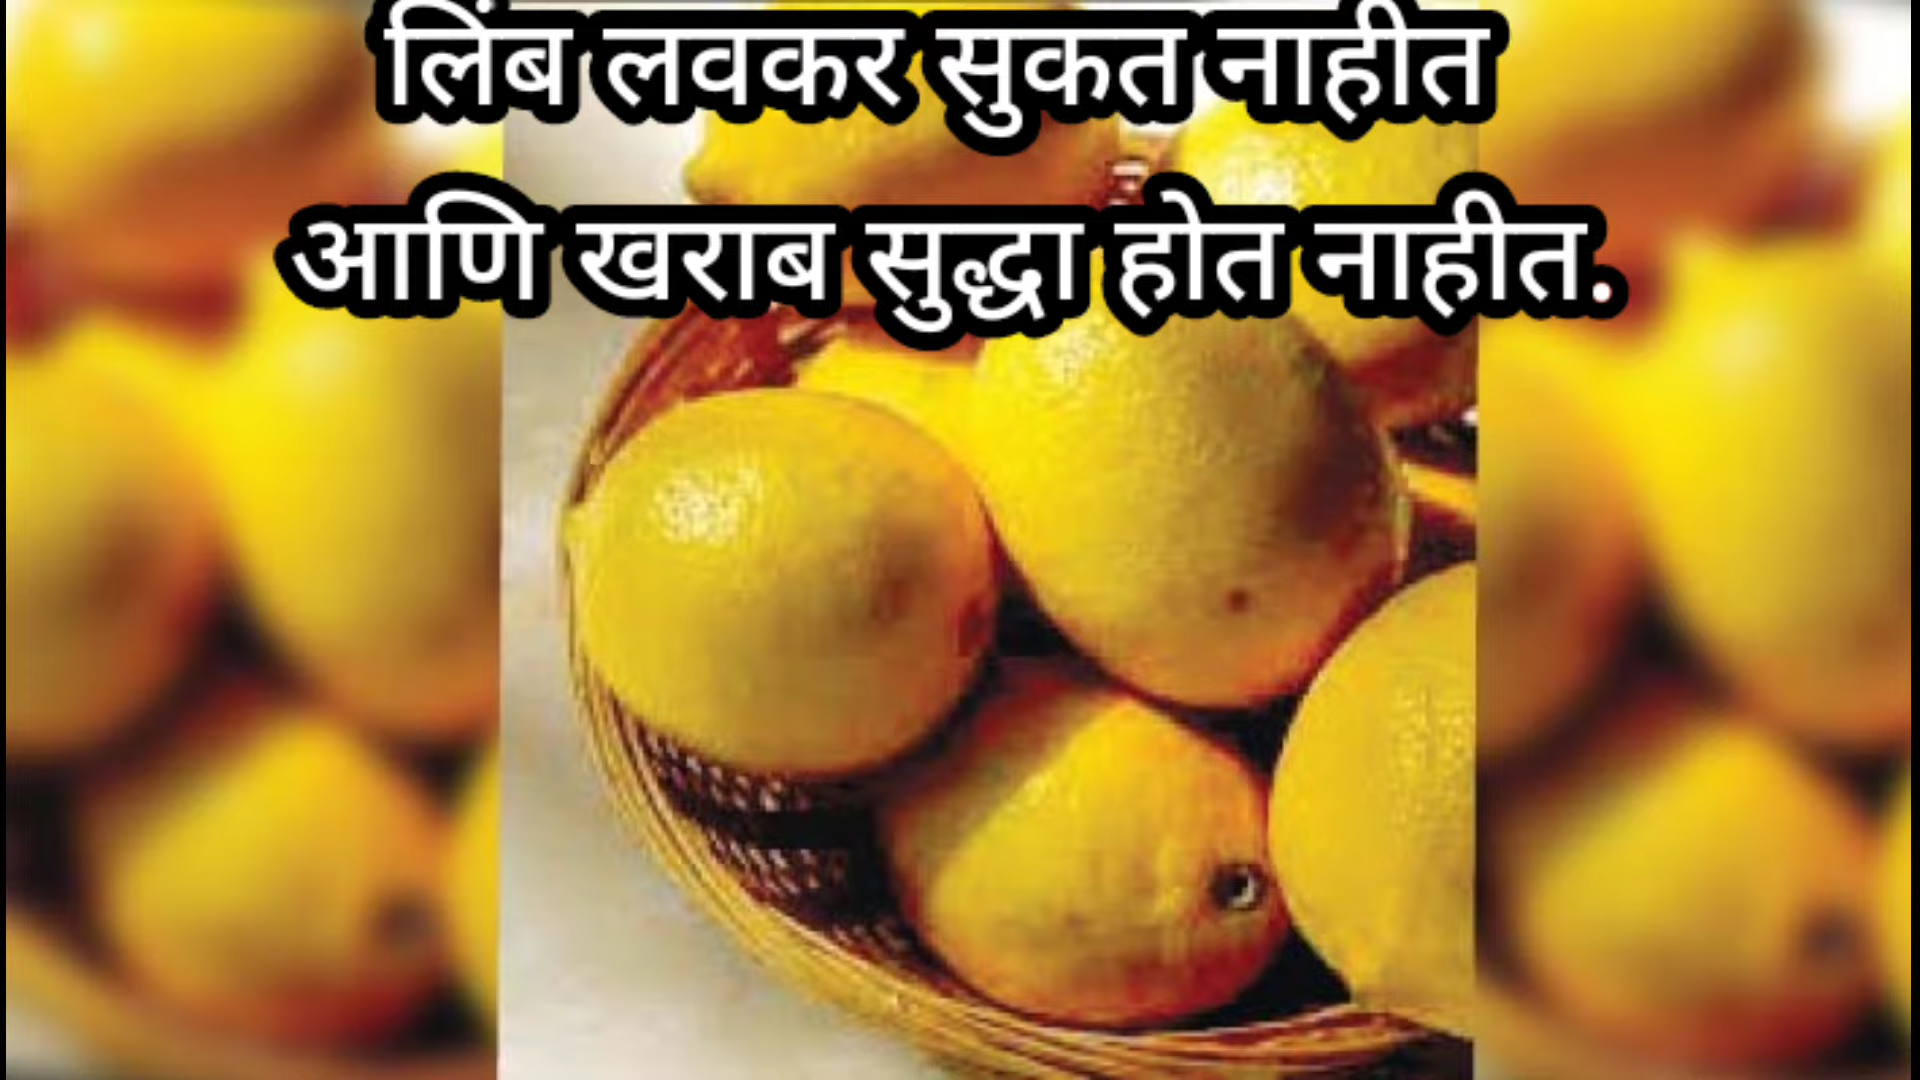 लिंब लवकर सुकत नाहीत
आणि खराब सुद्धा होत नाहीत.